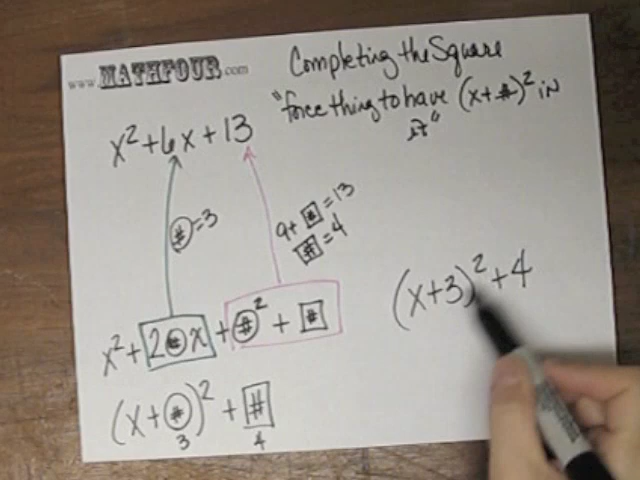 www.MATHFOUR.com
Completing the Square
"force thing to have (x+#)² in
it"
x²+6x+13
#=3
9+#=13
#=4
(x+3)²+4
x²+2#x+#²+#
(x+#)²+#
3 4